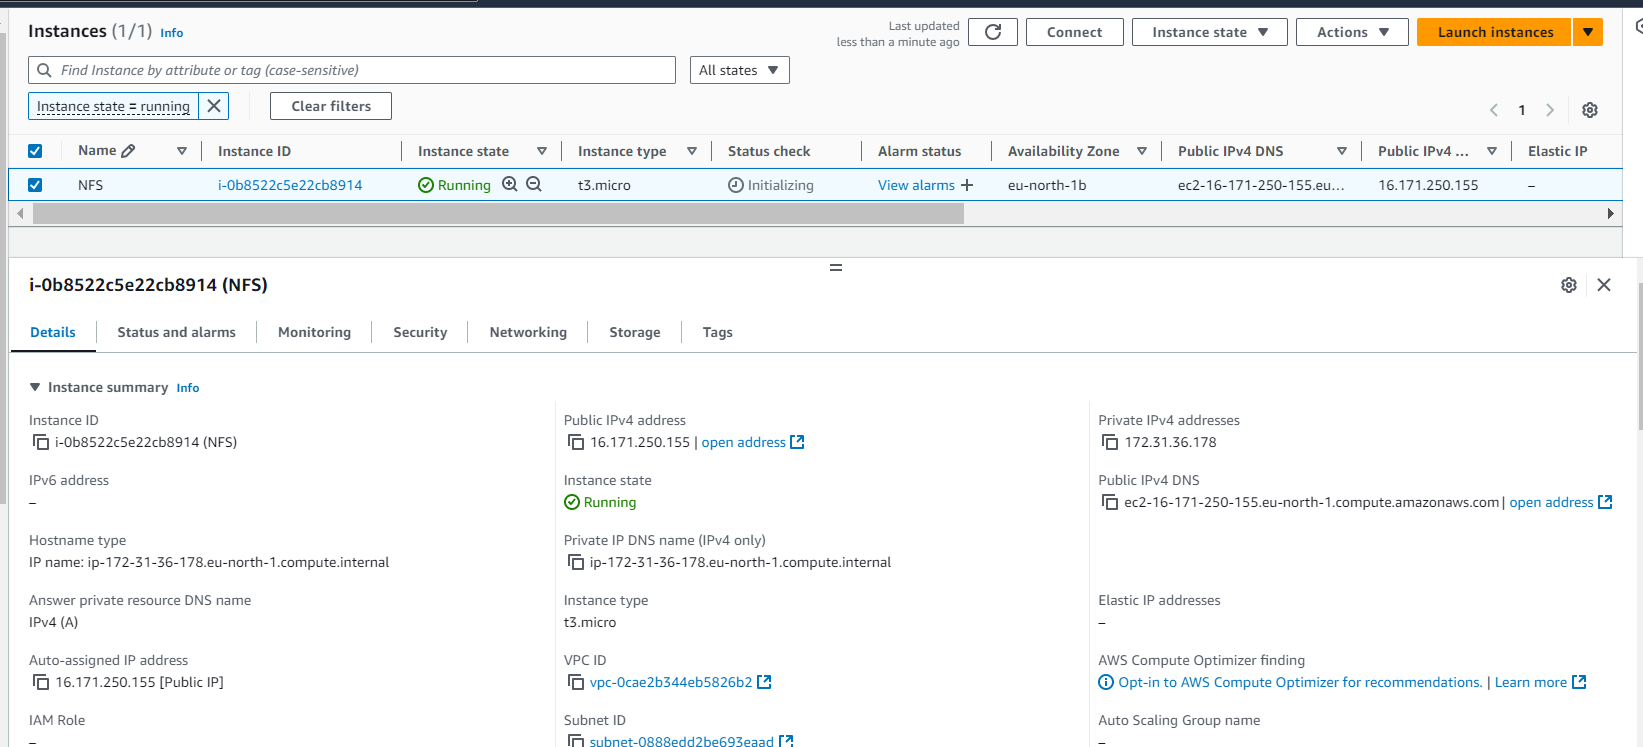 Instances (1/1) Info
Last updated
less than a minute ago
Connect
Instance state
Actions
Launch instances
Find Instance by attribute or tag (case-sensitive)
All states
Instance state = running
Clear filters
1
Name Instance ID Instance state Instance type Status check Alarm status Availability Zone Public IPv4 DNS Public IPv4 ... Elastic IP
NFS i-0b8522c5e22cb8914 Running t3.micro Initializing View alarms + eu-north-1b ec2-16-171-250-155.eu... 16.171.250.155 –
i-0b8522c5e22cb8914 (NFS)
Details Status and alarms Monitoring Security Networking Storage Tags
Instance summary Info
Instance ID Public IPv4 address Private IPv4 addresses
i-0b8522c5e22cb8914 (NFS) 16.171.250.155 | open address 172.31.36.178
IPv6 address Instance state Public IPv4 DNS
– Running ec2-16-171-250-155.eu-north-1.compute.amazonaws.com | open address
Hostname type Private IP DNS name (IPv4 only)
IP name: ip-172-31-36-178.eu-north-1.compute.internal ip-172-31-36-178.eu-north-1.compute.internal
Answer private resource DNS name Instance type Elastic IP addresses
IPv4 (A) t3.micro –
Auto-assigned IP address VPC ID AWS Compute Optimizer finding
16.171.250.155 [Public IP] vpc-0cae2b344eb5826b2 Opt-in to AWS Compute Optimizer for recommendations. | Learn more
IAM Role Subnet ID Auto Scaling Group name
– subnet-0888edd2be693eaad –